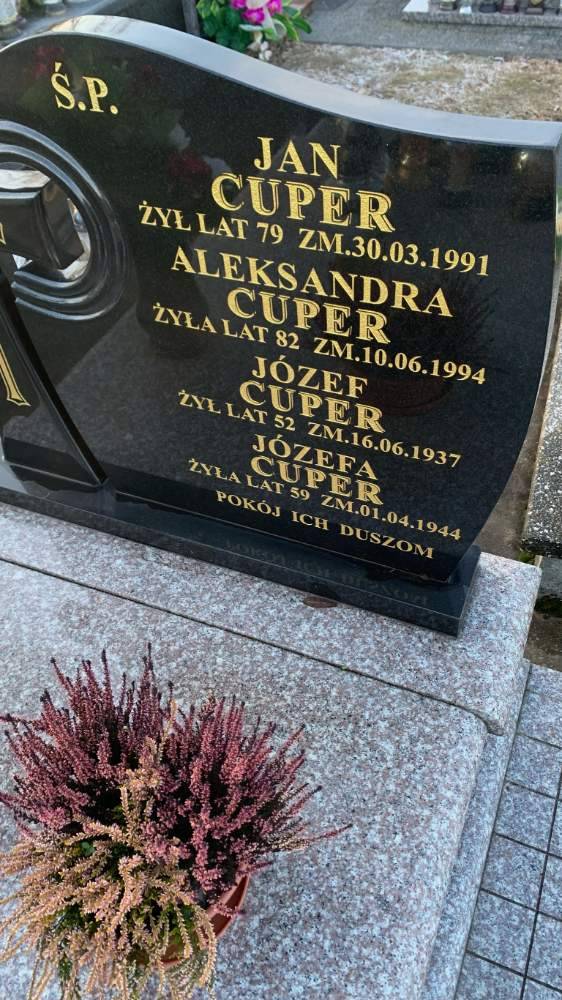 Ś.P.
JAN
CUPER
ŻYŁ LAT 79 ZM.30.03.1991
ALEKSANDRA
CUPER
ŻYŁA LAT 82 ZM.10.06.1994
JÓZEF
CUPER
ŻYŁ LAT 52 ZM.16.06.1937
JÓZEFA
CUPER
ŻYŁA LAT 59 ZM.01.04.1944
POKÓJ ICH DUSZOM